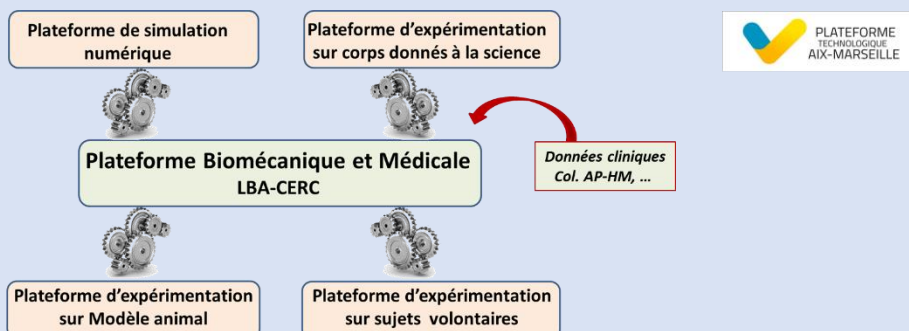 Plateforme de simulation
numérique
Plateforme d'expérimentation
sur corps donnés à la science
PLATEFORME
TECHNOLOGIQUE
AIX-MARSEILLE
Plateforme Biomécanique et Médicale
LBA-CERC
Données cliniques
Col. AP-HM, ...
Plateforme d'expérimentation
sur Modèle animal
Plateforme d'expérimentation
sur sujets volontaires